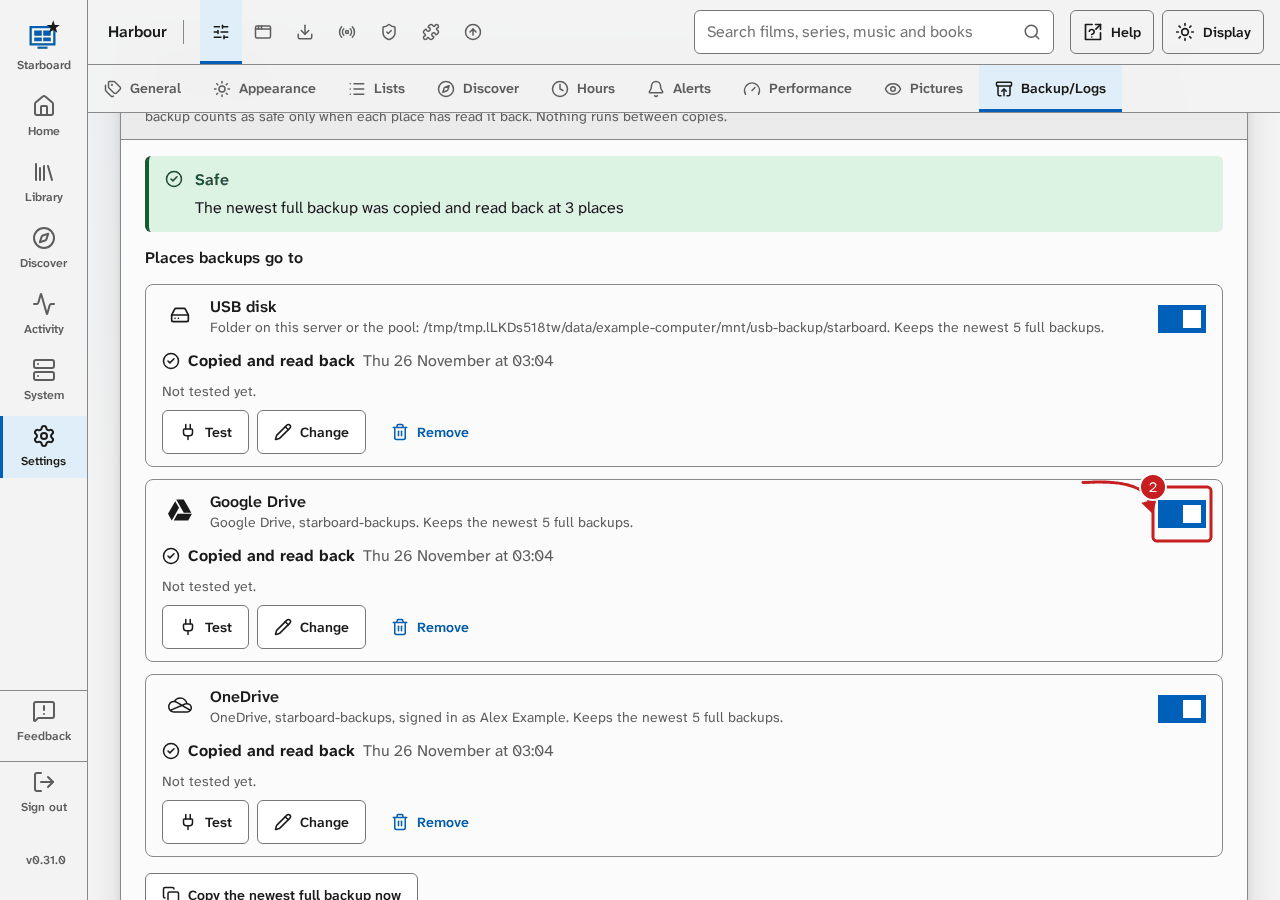 Starboard
Home
Library
Discover
Activity
System
Settings
Feedback
Sign out
v0.31.0
Harbour
Search films, series, music and books
Help
Display
General
Appearance
Lists
Discover
Hours
Alerts
Performance
Pictures
Backup/Logs
backup counts as safe only when each place has read it back. Nothing runs between copies.
Safe
The newest full backup was copied and read back at 3 places
Places backups go to
USB disk
Folder on this server or the pool: /tmp/tmp.lLKDs518tw/data/example-computer/mnt/usb-backup/starboard. Keeps the newest 5 full backups.
Copied and read back Thu 26 November at 03:04
Not tested yet.
Test
Change
Remove
2
Google Drive
Google Drive, starboard-backups. Keeps the newest 5 full backups.
Copied and read back Thu 26 November at 03:04
Not tested yet.
Test
Change
Remove
OneDrive
OneDrive, starboard-backups, signed in as Alex Example. Keeps the newest 5 full backups.
Copied and read back Thu 26 November at 03:04
Not tested yet.
Test
Change
Remove
Copy the newest full backup now